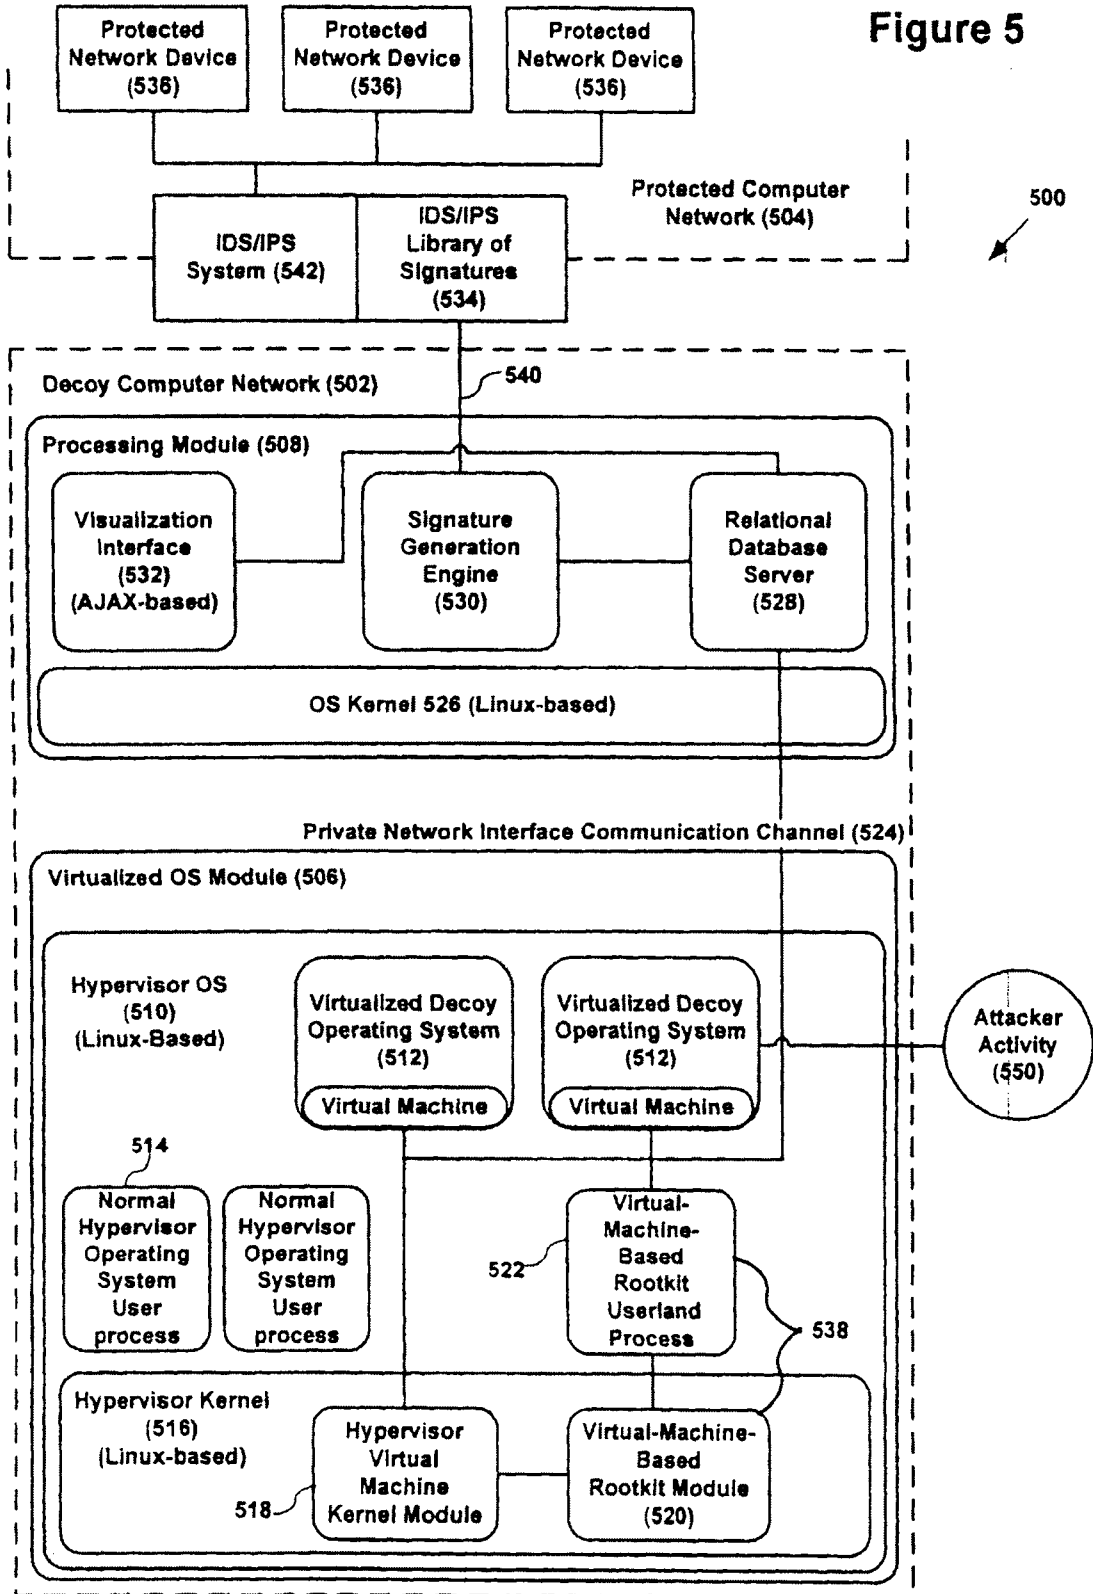 Figure 5
Protected
Network Device
(536)
Protected
Network Device
(536)
Protected
Network Device
(536)
Protected Computer
Network (504)
500
IDS/IPS
System (542)
IDS/IPS
Library of
Signatures
(534)
Decoy Computer Network (502)
540
Processing Module (508)
Visualization
Interface
(532)
(AJAX-based)
Signature
Generation
Engine
(530)
Relational
Database
Server
(528)
OS Kernel 526 (Linux-based)
Private Network Interface Communication Channel (524)
Virtualized OS Module (506)
Hypervisor OS
(510)
(Linux-Based)
Virtualized Decoy
Operating System
(512)
Virtual Machine
Virtualized Decoy
Operating System
(512)
Virtual Machine
Attacker
Activity
(550)
514
Normal
Hypervisor
Operating
System
User
process
Normal
Hypervisor
Operating
System
User
process
522
Virtual-
Machine-
Based
Rootkit
Userland
Process
538
Hypervisor Kernel
(516)
(Linux-based)
518
Hypervisor
Virtual
Machine
Kernel Module
Virtual-Machine-
Based
Rootkit Module
(520)